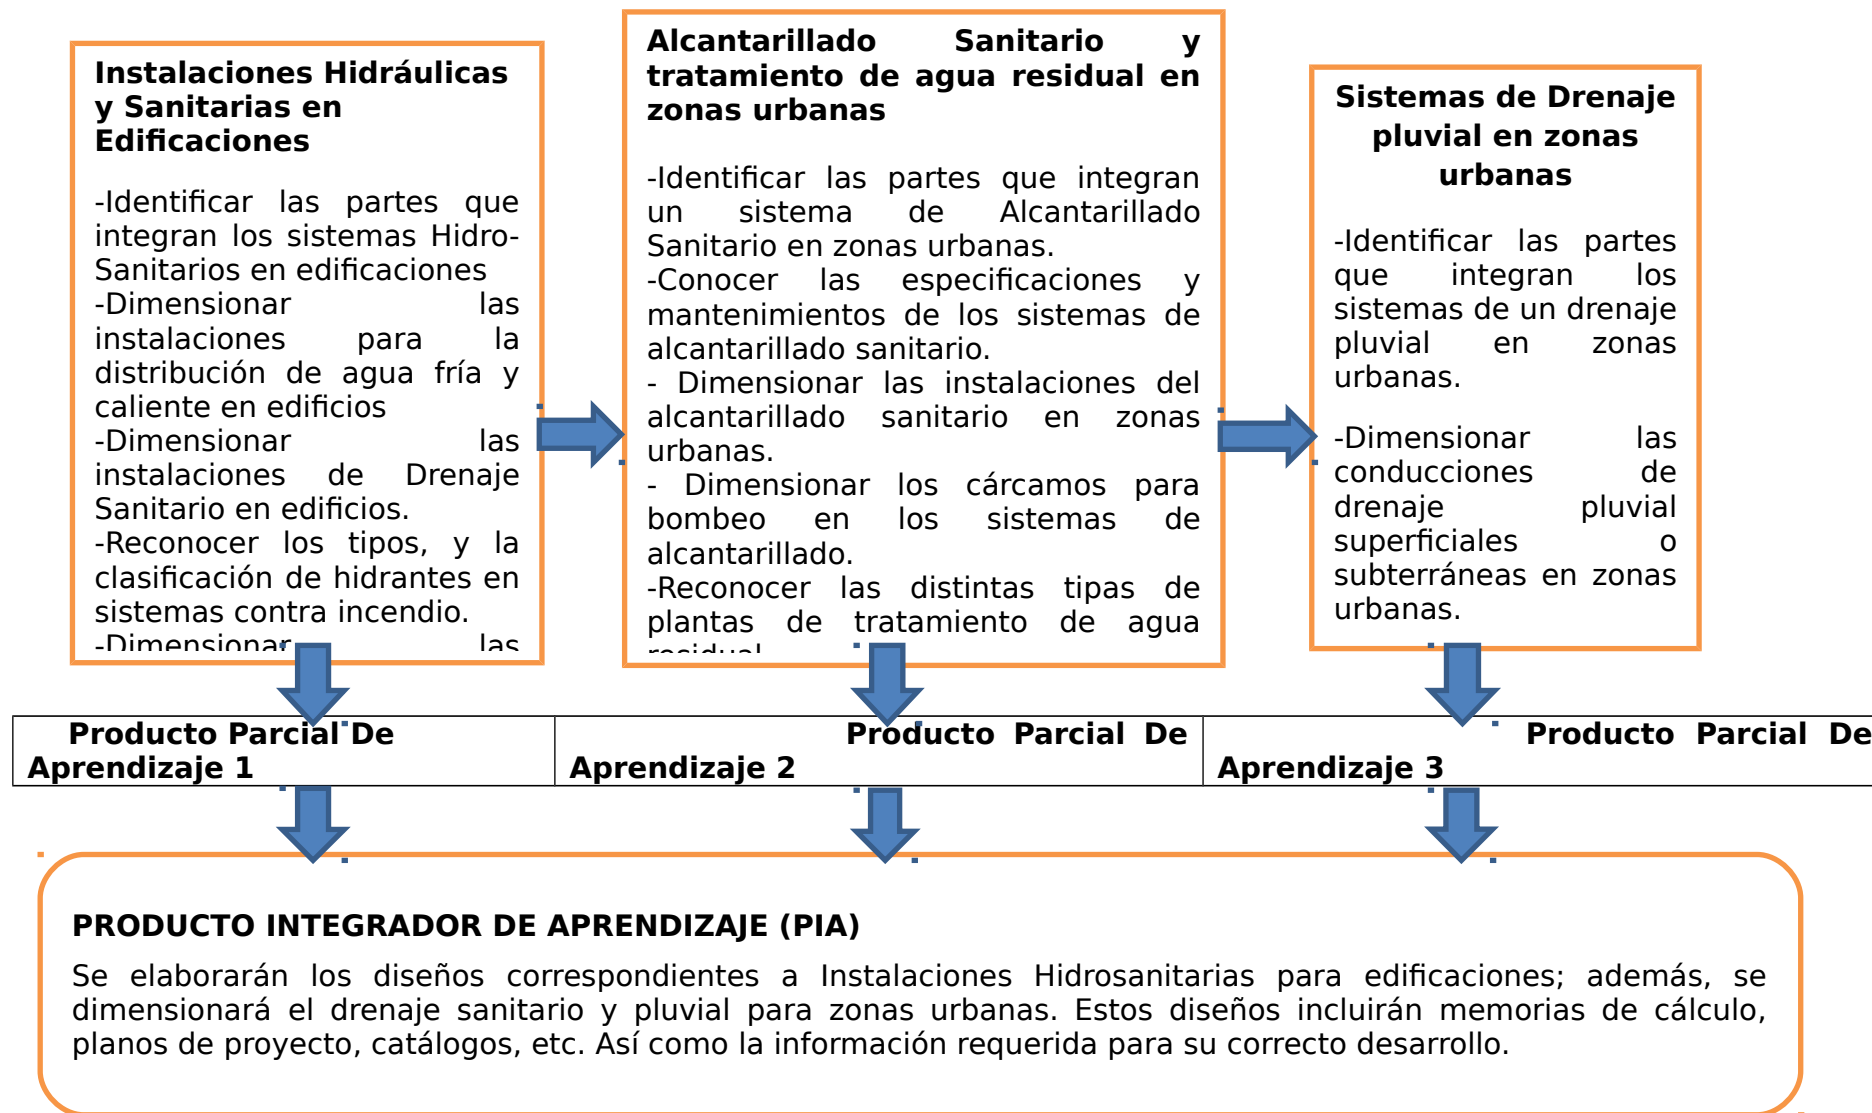 Instalaciones Hidráulicas
y Sanitarias en
Edificaciones
-Identificar las partes que
integran los sistemas Hidro-
Sanitarios en edificaciones
-Dimensionar las
instalaciones para la
distribución de agua fría y
caliente en edificios
-Dimensionar las
instalaciones de Drenaje
Sanitario en edificios.
-Reconocer los tipos, y la
clasificación de hidrantes en
sistemas contra incendio.
-Dimensionar las
Alcantarillado Sanitario y
tratamiento de agua residual en
zonas urbanas
-Identificar las partes que integran
un sistema de Alcantarillado
Sanitario en zonas urbanas.
-Conocer las especificaciones y
mantenimientos de los sistemas de
alcantarillado sanitario.
- Dimensionar las instalaciones del
alcantarillado sanitario en zonas
urbanas.
- Dimensionar los cárcamos para
bombeo en los sistemas de
alcantarillado.
-Reconocer las distintas tipas de
plantas de tratamiento de agua
residual
Sistemas de Drenaje
pluvial en zonas
urbanas
-Identificar las partes
que integran los
sistemas de un drenaje
pluvial en zonas
urbanas.
-Dimensionar las
conducciones de
drenaje pluvial
superficiales o
subterráneas en zonas
urbanas.
Producto Parcial De
Aprendizaje 1
Producto Parcial De
Aprendizaje 2
Producto Parcial De
Aprendizaje 3
PRODUCTO INTEGRADOR DE APRENDIZAJE (PIA)
Se elaborarán los diseños correspondientes a Instalaciones Hidrosanitarias para edificaciones; además, se
dimensionará el drenaje sanitario y pluvial para zonas urbanas. Estos diseños incluirán memorias de cálculo,
planos de proyecto, catálogos, etc. Así como la información requerida para su correcto desarrollo.